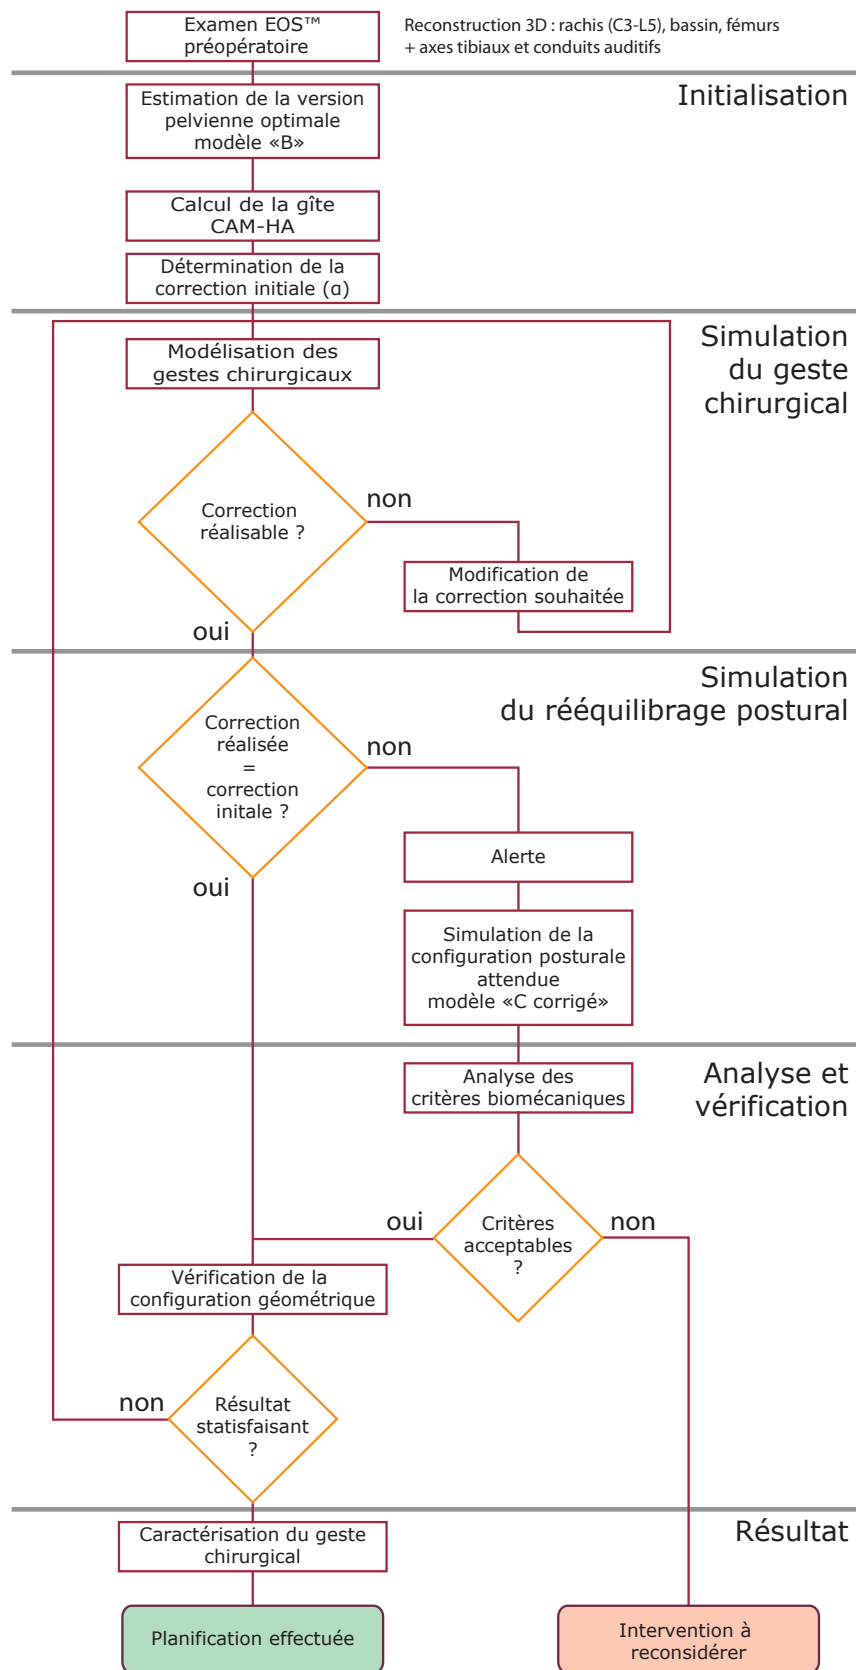 Examen EOS™
préopératoire
Reconstruction 3D : rachis (C3-L5), bassin, fémurs
+ axes tibiaux et conduits auditifs
Initialisation
Estimation de la version
pelvienne optimale
modèle «B»
Calcul de la gîte
CAM-HA
Détermination de la
correction initiale (α)
Simulation
du geste
chirurgical
Modélisation des
gestes chirurgicaux
Correction
réalisable ?
non
Modification de
la correction souhaitée
oui
Simulation
du rééquilibrage postural
Correction
réalisée
=
correction
initale ?
non
oui
Alerte
Simulation de la
configuration posturale
attendue
modèle «C corrigé»
Analyse et
vérification
Analyse des
critères biomécaniques
Critères
acceptables
?
oui
non
Vérification de la
configuration géométrique
Résultat
statisfaisant
?
non
Résultat
Caractérisation du geste
chirurgical
Planification effectuée
Intervention à
reconsidérer